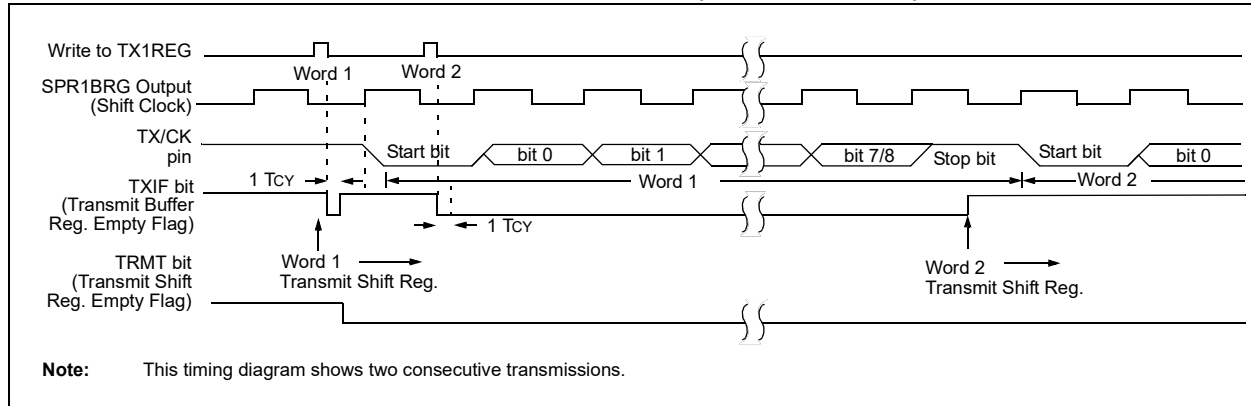 Write to TX1REG
Word 1
Word 2
SPR1BRG Output
(Shift Clock)
TX/CK
pin
Start bit
bit 0
bit 1
bit 7/8
Stop bit
Start bit
bit 0
1 TCY
Word 1
Word 2
TXIF bit
(Transmit Buffer
Reg. Empty Flag)
1 TCY
Word 1
Transmit Shift Reg.
Word 2
Transmit Shift Reg.
TRMT bit
(Transmit Shift
Reg. Empty Flag)
Note: This timing diagram shows two consecutive transmissions.